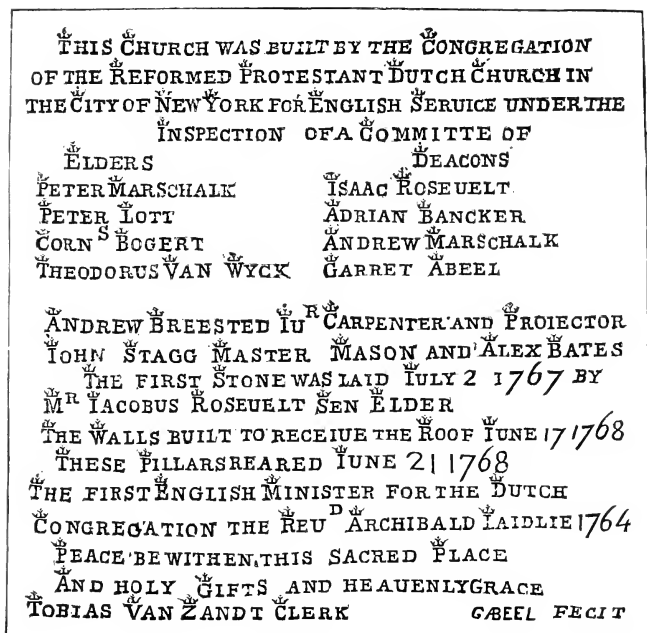 THIS CHURCH WAS BUILT BY THE CONGREGATION
OF THE REFORMED PROTESTANT DUTCH CHURCH IN
THE CITY OF NEW YORK FOR ENGLISH SERUICE UNDER THE
INSPECTION OF A COMMITTE OF
ELDERS DEACONS
PETER MARSCHALK ISAAC ROSEUELT
PETER LOTT ADRIAN BANCKER
CORNS BOGERT ANDREW MARSCHALK
THEODORUS VAN WYCK GARRET ABEEL
ANDREW BREESTED IUR CARPENTER AND PROIECTOR
IOHN STAGG MASTER MASON AND ALEX BATES
THE FIRST STONE WAS LAID IULY 2 1767 BY
MR IACOBUS ROSEUELT SEN ELDER
THE WALLS BUILT TO RECEIUE THE ROOF IUNE 17 1768
THESE PILLARS REARED IUNE 21 1768
THE FIRST ENGLISH MINISTER FOR THE DUTCH
CONGREGATION THE REUD ARCHIBALD LAIDLIE 1764
PEACE BE WITHEN THIS SACRED PLACE
AND HOLY GIFTS AND HEAUENLY GRACE
TOBIAS VAN ZANDT CLERK GABEEL FECIT